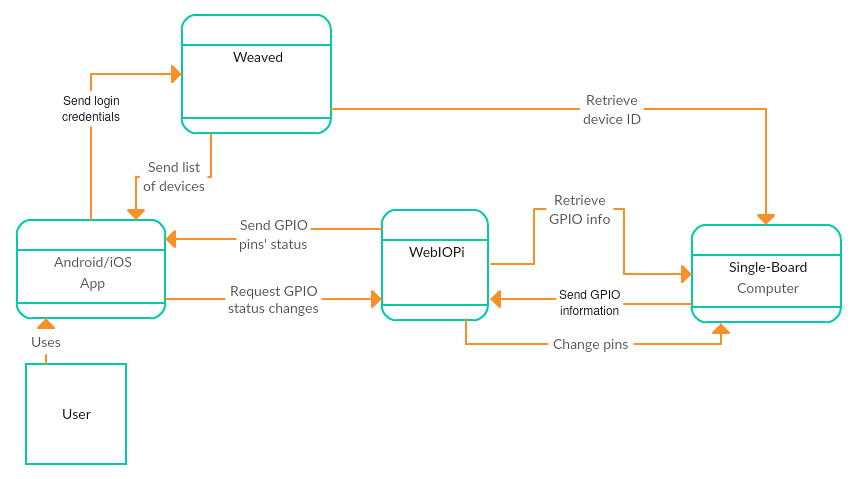 Weaved
Send login
credentials
Retrieve
device ID
Send list
of devices
Send GPIO
pins' status
Retrieve
GPIO info
Android/iOS
App
WebIOPi
Single-Board
Computer
Request GPIO
status changes
Send GPIO
information
Uses
Change pins
User